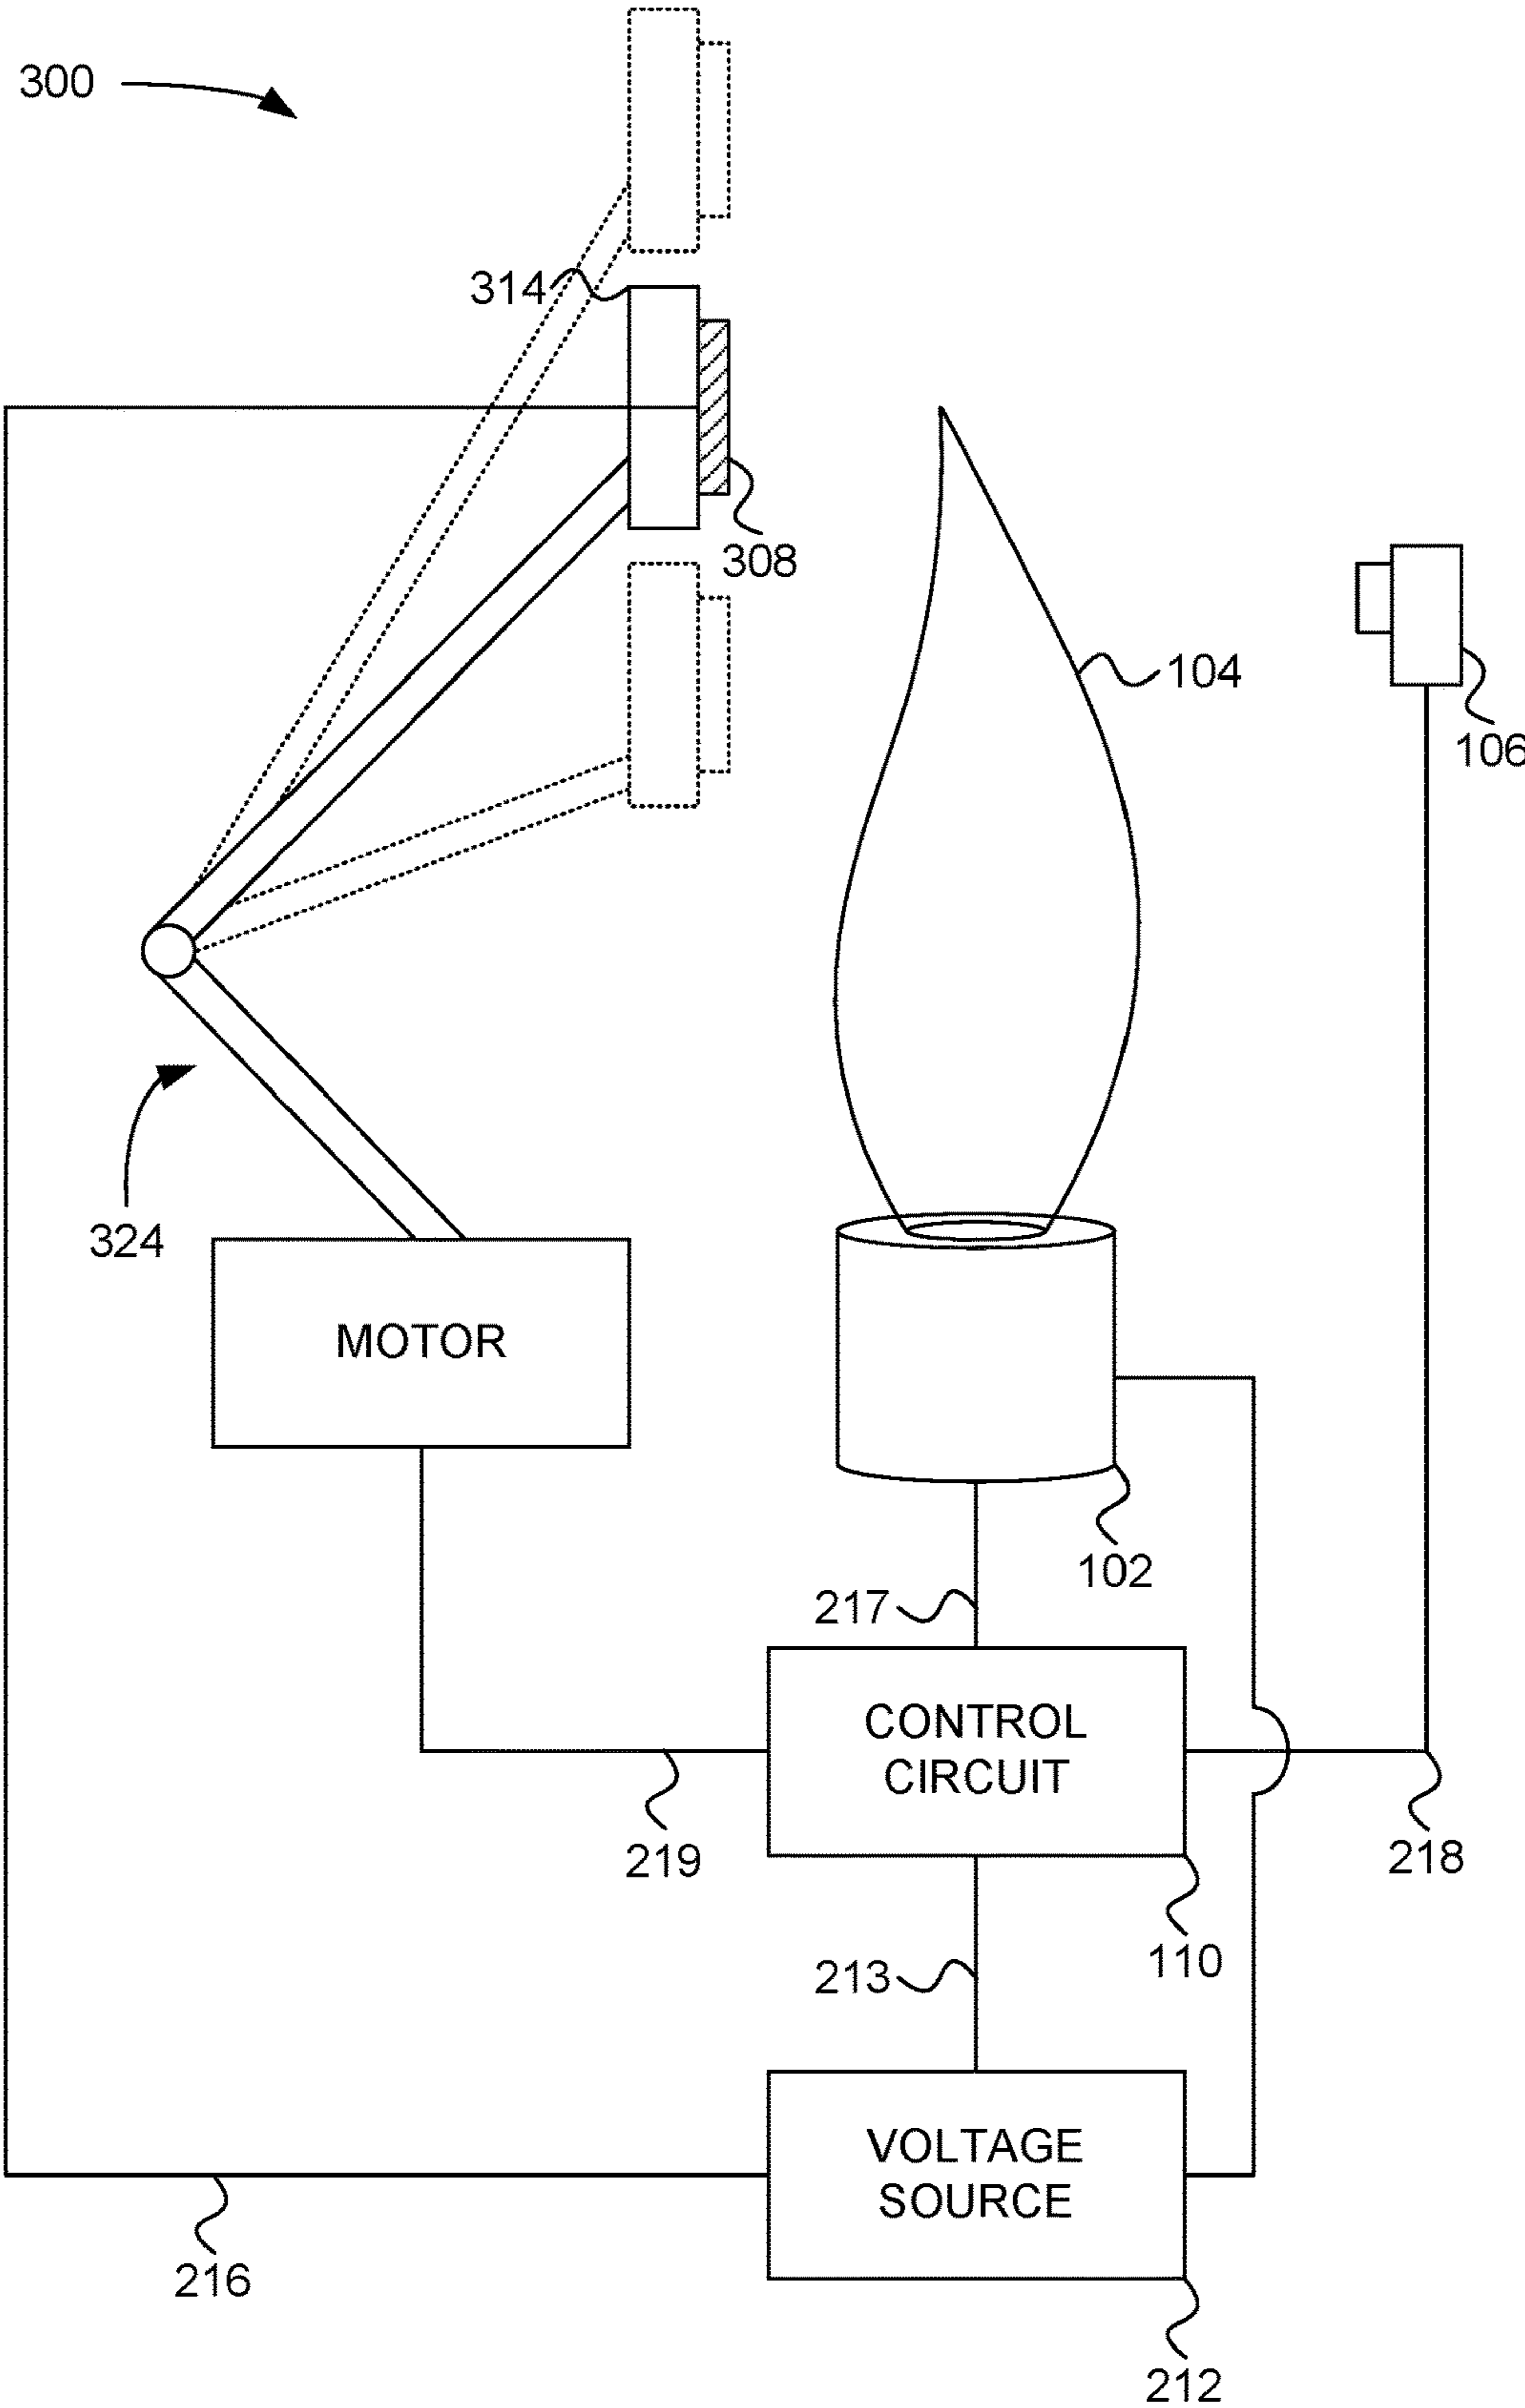 300
314
308
104
106
324
MOTOR
102
217
CONTROL
CIRCUIT
219
218
110
213
VOLTAGE
SOURCE
216
212